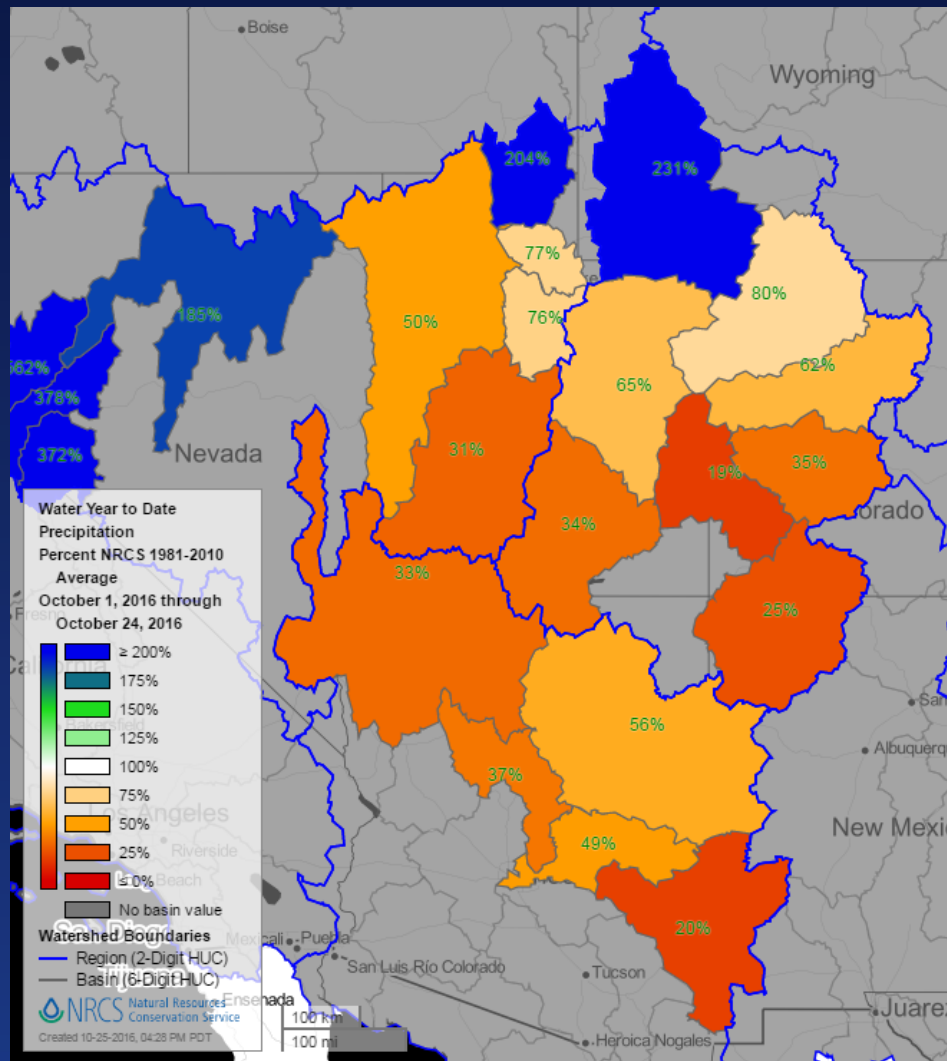 Boise
Wyoming
204%
231%
77%
80%
185%
50%
76%
65%
62%
378%
372%
Nevada
31%
19%
35%
34%
33%
25%
56%
37%
49%
20%
Albuquerq
New Mexic
Water Year to Date
Precipitation
Percent NRCS 1981-2010
Average
October 1, 2016 through
October 24, 2016
≥ 200%
175%
150%
125%
100%
75%
50%
25%
≤ 0%
No basin value
Watershed Boundaries
Region (2-Digit HUC)
Basin (6-Digit HUC)
NRCS Natural Resources
Conservation Service
Created 10-25-2016, 04:28 PM PDT
Fresno
California
Bakersfield
Los Angeles
Riverside
Beach
Mexicali
Puebla
San Luis Río Colorado
Tucson
Ensenada
100 km
100 mi
Heroica Nogales
Juarez